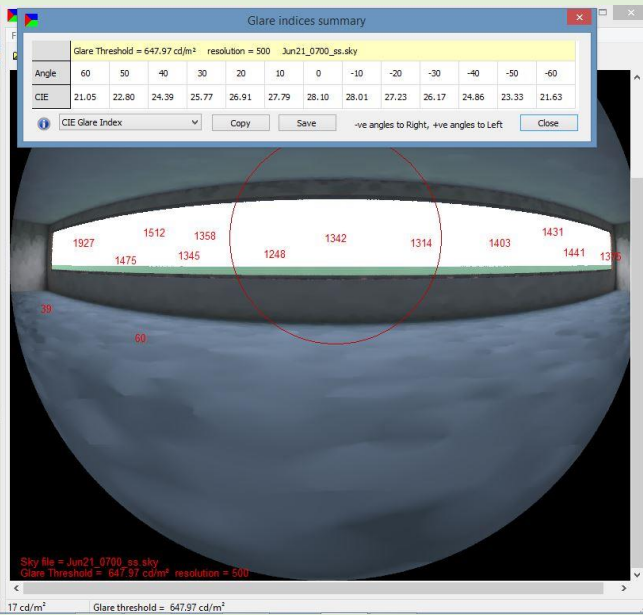 Glare indices summary
Glare Threshold = 647.97 cd/m² resolution = 500 Jun21_0700_ss.sky
Angle 60 50 40 30 20 10 0 -10 -20 -30 -40 -50 -60
CIE 21.05 22.80 24.39 25.77 26.91 27.79 28.10 28.01 27.23 26.17 24.86 23.33 21.63
CIE Glare Index Copy Save -ve angles to Right, +ve angles to Left Close
1512 1358 1342 1431
1927 1314 1403
1475 1345 1248 1441
39
60
Sky file = Jun21_0700_ss.sky
Glare Threshold = 647.97 cd/m² resolution = 500
17 cd/m² Glare threshold = 647.97 cd/m²